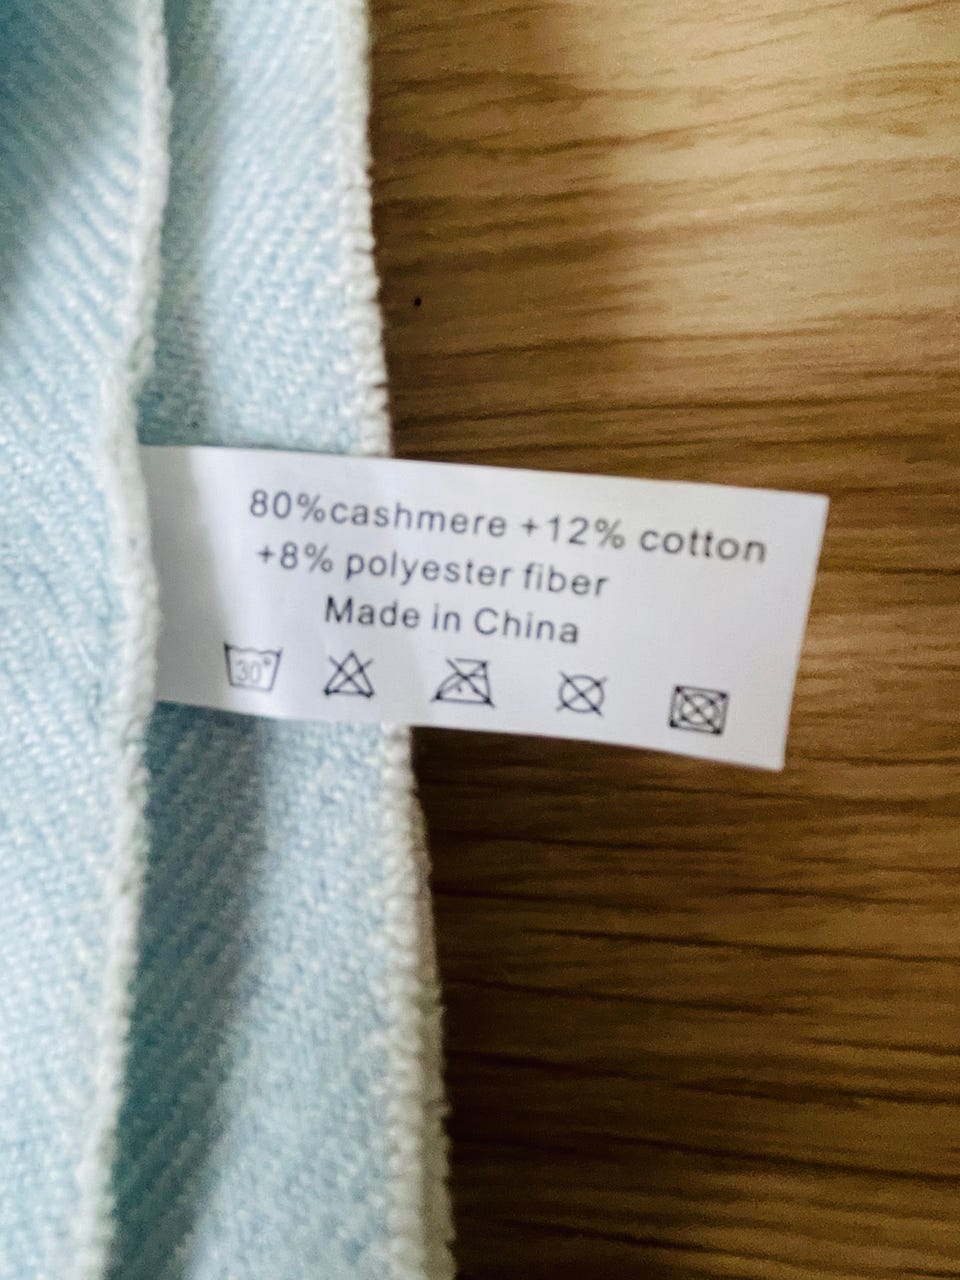 80%cashmere +12% cotton
+8% polyester fiber
Made in China
30°